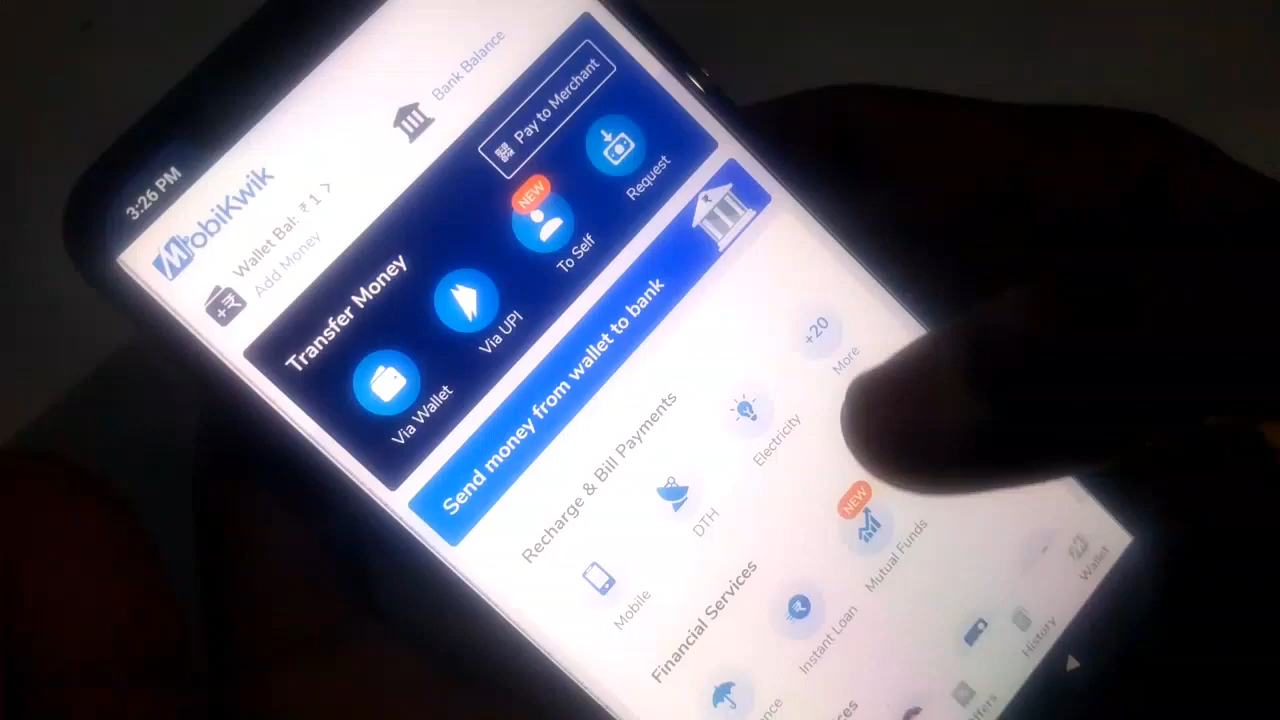 3:26 PM
MobiKwik
Wallet Bal: ₹ 1 >
Add Money
Bank Balance
Transfer Money
Pay to Merchant
Via Wallet
Via UPI
NEW
To Self
Request
Send money from wallet to bank
Recharge & Bill Payments
Mobile
DTH
Electricity
+20
More
Financial Services
Instant Loan
NEW
Mutual Funds
History
Wallet